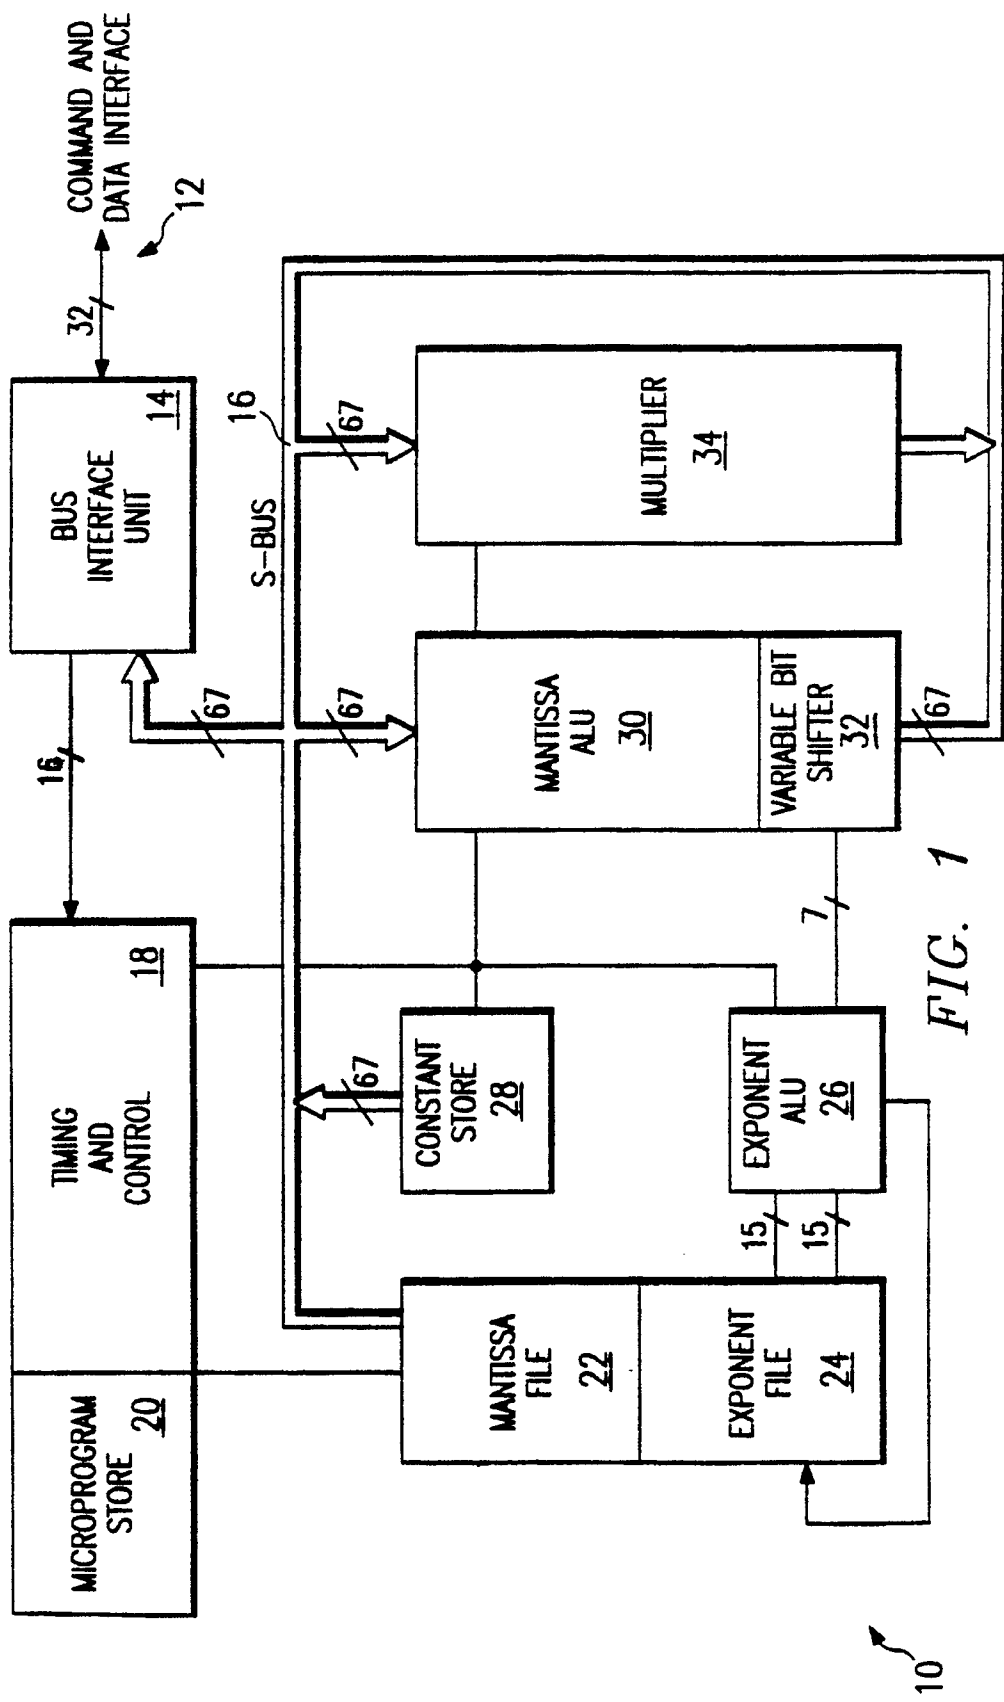 COMMAND AND
DATA INTERFACE
32
12
BUS
INTERFACE
UNIT
14
16
TIMING
AND
CONTROL
18
MICROPROGRAM
STORE
20
S-BUS
16
67
67
67
67
67
MULTIPLIER
34
MANTISSA
ALU
30
VARIABLE BIT
SHIFTER
32
CONSTANT
STORE
28
7
EXPONENT
ALU
26
15
15
MANTISSA
FILE
22
EXPONENT
FILE
24
10
FIG. 1